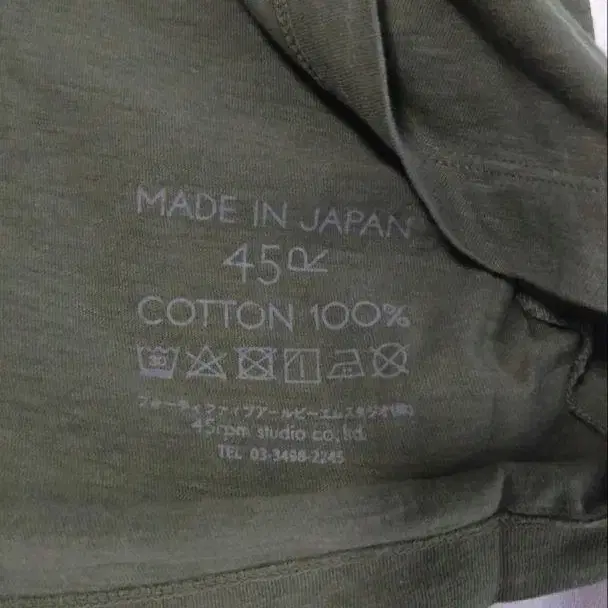 MADE IN JAPAN
45R
COTTON 100%
30
フォーティファイブアールピーエムスタジオ(株)
45rpm studio co., ltd.
TEL 03-3498-2245